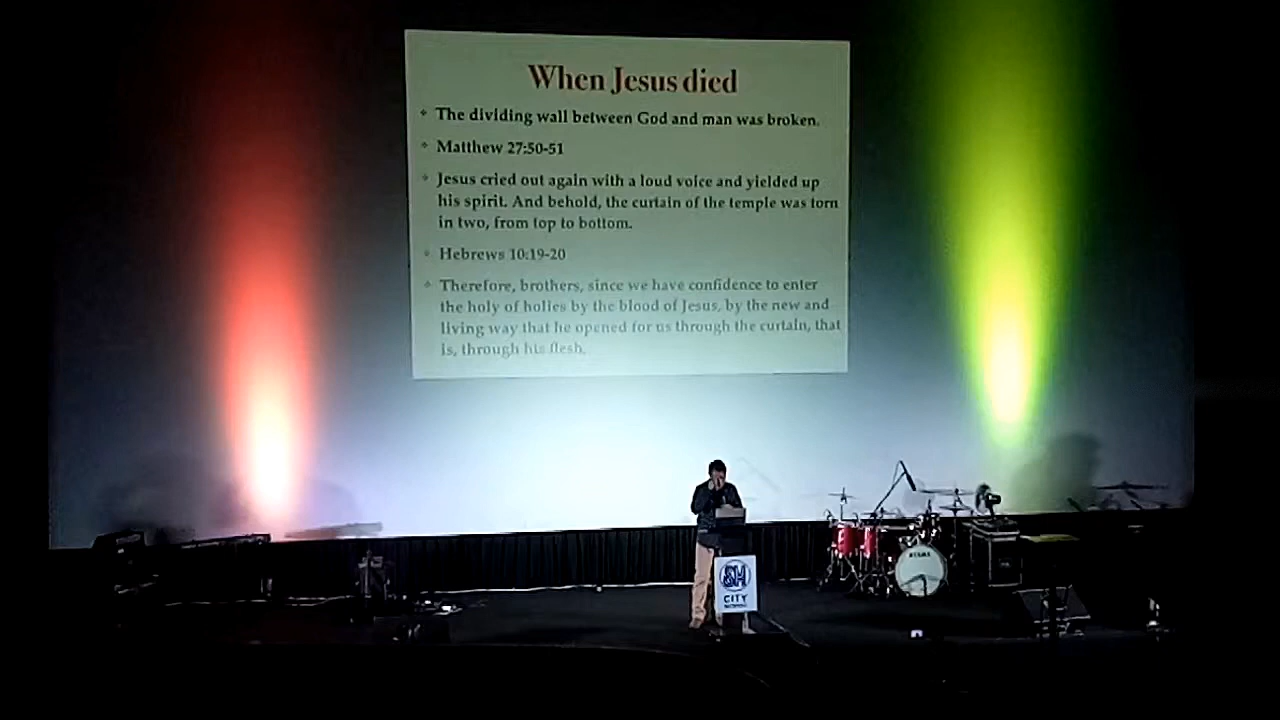 When Jesus died
The dividing wall between God and man was broken.
Matthew 27:50-51
Jesus cried out again with a loud voice and yielded up
his spirit. And behold, the curtain of the temple was torn
in two, from top to bottom.
Hebrews 10:19-20
Therefore, brothers, since we have confidence to enter
the holy of holies by the blood of Jesus, by the new and
living way that he opened for us through the curtain, that
is, through his flesh.
TAMA
CITY